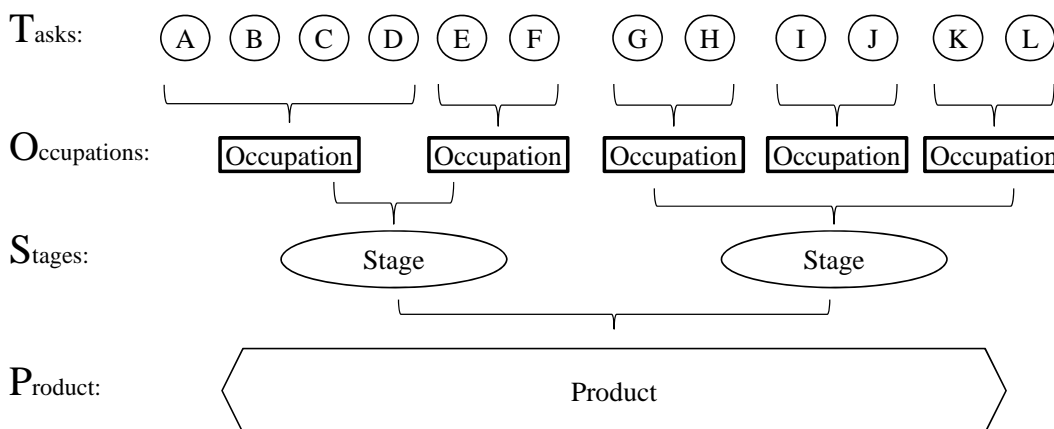 Tasks: A B C D E F G H I J K L
Occupations: Occupation Occupation Occupation Occupation Occupation
Stages: Stage Stage
Product: Product